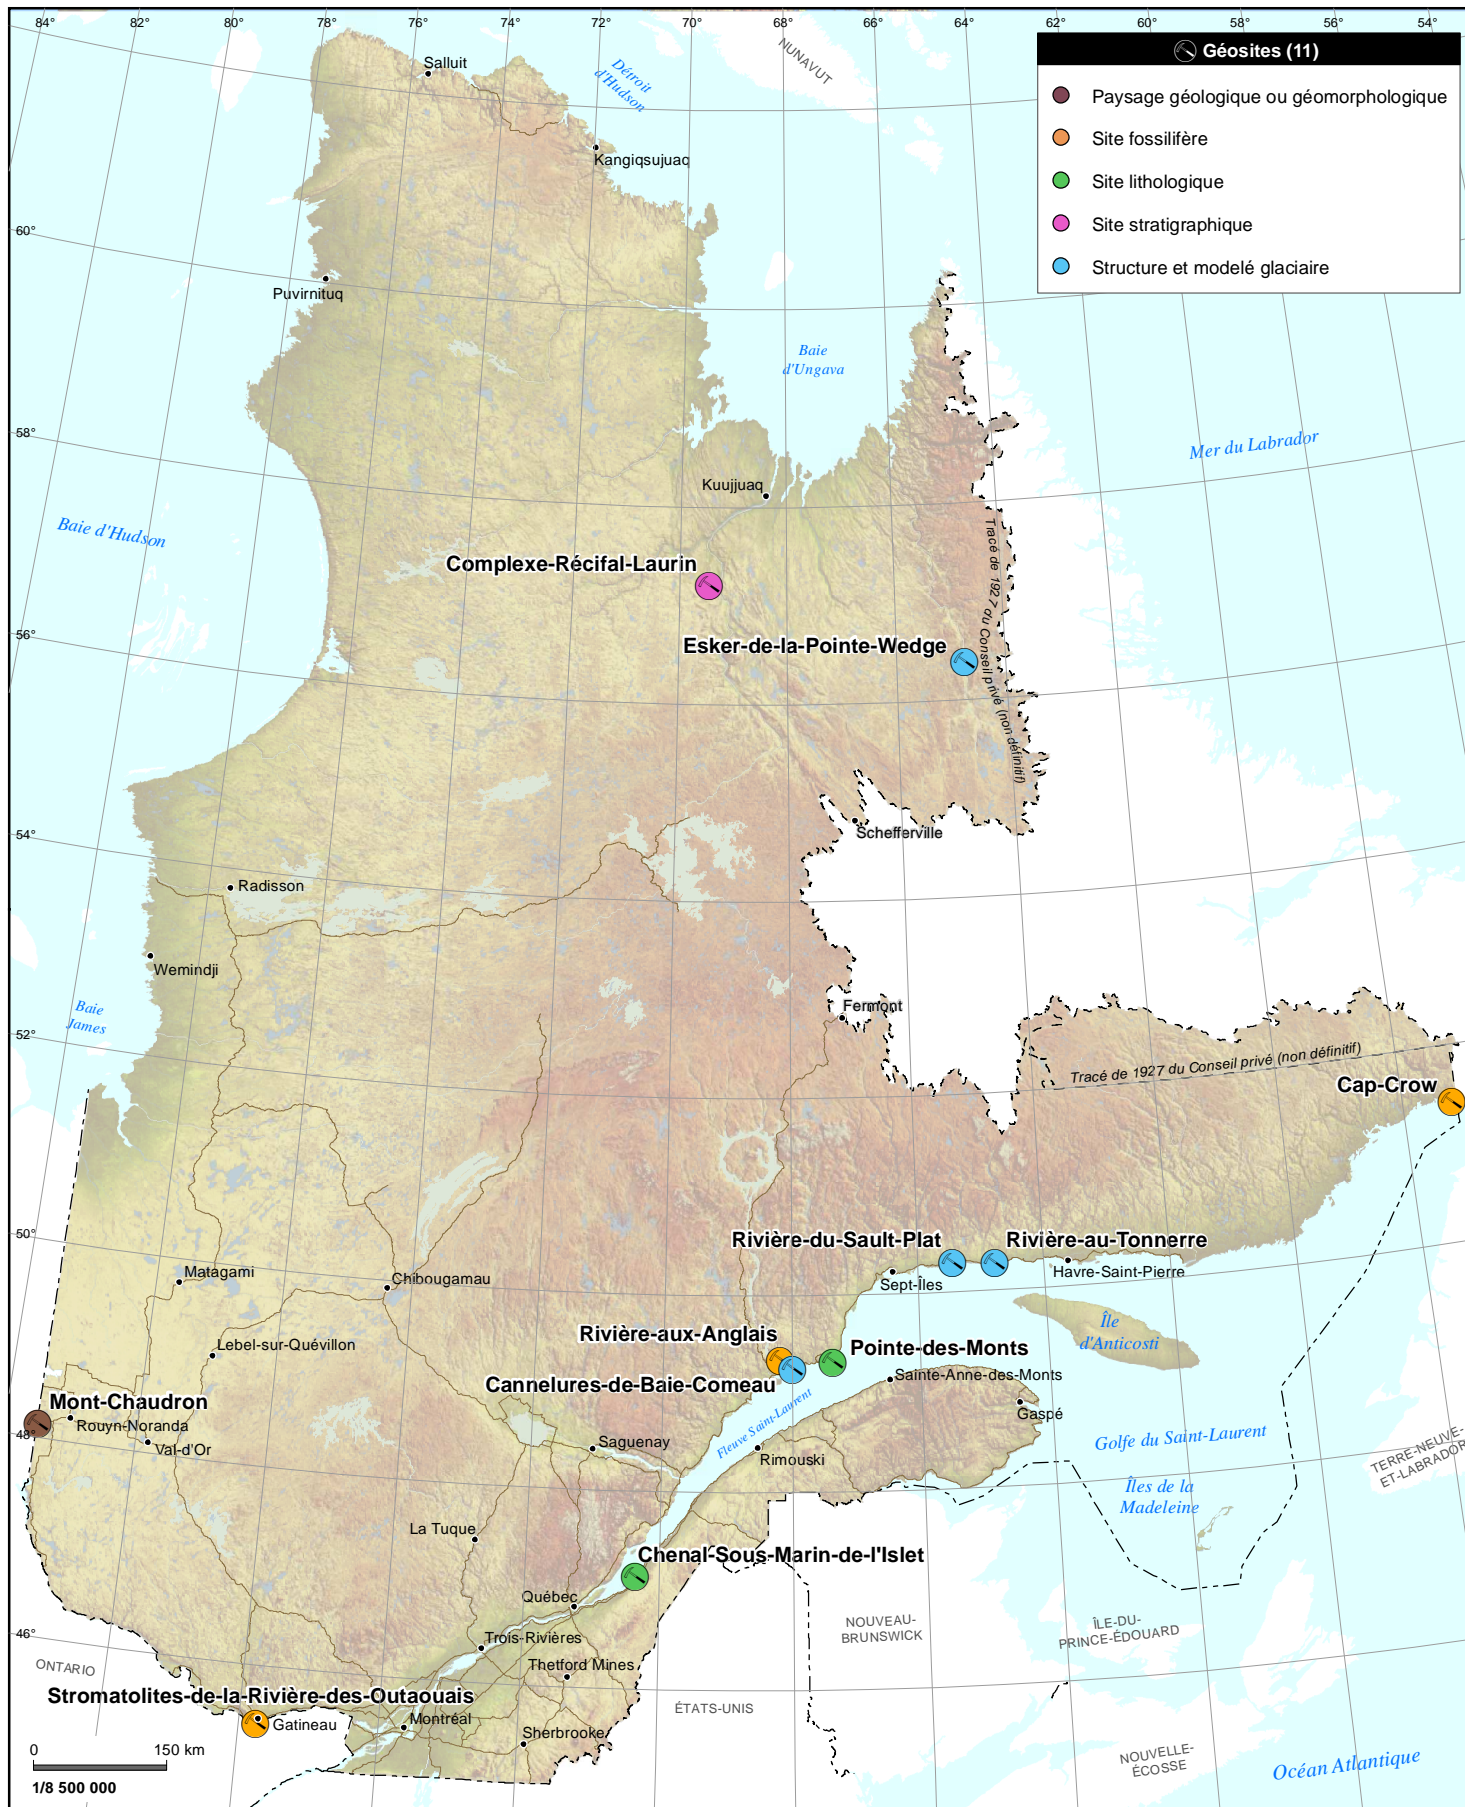 84°
82°
80°
78°
76°
74°
72°
70°
68°
66°
64°
62°
60°
58°
56°
54°
Géosites (11)
Paysage géologique ou géomorphologique
Site fossilifère
Site lithologique
Site stratigraphique
Structure et modelé glaciaire
NUNAVUT
Salluit
Détroit
d'Hudson
Kangiqsujuaq
60°
Puvirnituq
Baie
d'Ungava
58°
Mer du Labrador
Kuujjuaq
Baie d'Hudson
Complexe-Récifal-Laurin
Tracé de 1927 du Conseil privé (non définitif)
56°
Esker-de-la-Pointe-Wedge
54°
Schefferville
Radisson
Wemindji
Baie
James
Fermont
52°
Tracé de 1927 du Conseil privé (non définitif)
Cap-Crow
50°
Rivière-du-Sault-Plat
Rivière-au-Tonnerre
Matagami
Chibougamau
Sept-Îles
Havre-Saint-Pierre
Île
d'Anticosti
Lebel-sur-Quévillon
Rivière-aux-Anglais
Pointe-des-Monts
Sainte-Anne-des-Monts
Cannelures-de-Baie-Comeau
Mont-Chaudron
Rouyn-Noranda
Gaspé
48°
Val-d'Or
Saguenay
Fleuve Saint-Laurent
Rimouski
Golfe du Saint-Laurent
TERRE-NEUVE-
ET-LABRADOR
Îles de la
Madeleine
La Tuque
Chenal-Sous-Marin-de-l'Islet
Québec
NOUVEAU-
BRUNSWICK
ÎLE-DU-
PRINCE-ÉDOUARD
46°
Trois-Rivières
ONTARIO
Thetford Mines
Stromatolites-de-la-Rivière-des-Outaouais
ÉTATS-UNIS
Gatineau
Montréal
Sherbrooke
0
150 km
NOUVELLE-
ÉCOSSE
Océan Atlantique
1/8 500 000